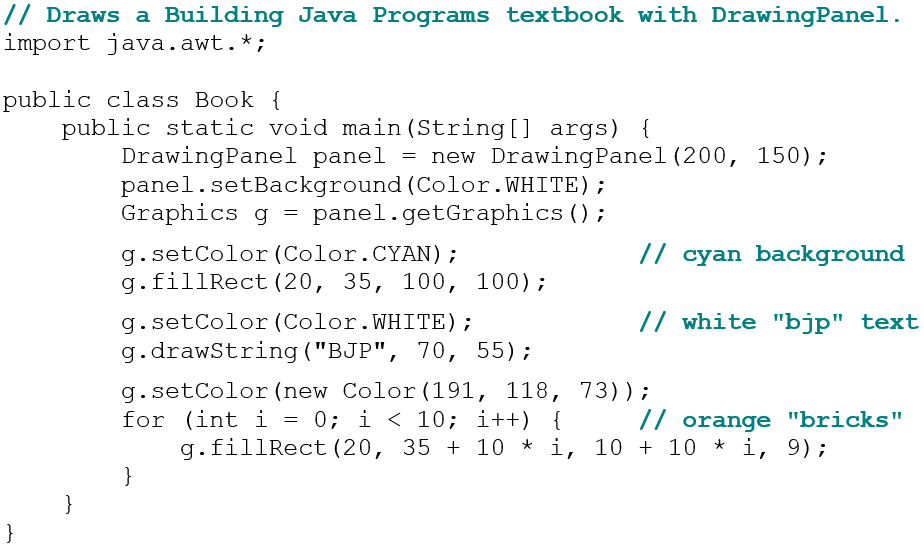 // Draws a Building Java Programs textbook with DrawingPanel.
import java.awt.*;

public class Book {
    public static void main(String[] args) {
        DrawingPanel panel = new DrawingPanel(200, 150);
        panel.setBackground(Color.WHITE);
        Graphics g = panel.getGraphics();

        g.setColor(Color.CYAN);            // cyan background
        g.fillRect(20, 35, 100, 100);

        g.setColor(Color.WHITE);           // white "bjp" text
        g.drawString("BJP", 70, 55);

        g.setColor(new Color(191, 118, 73));
        for (int i = 0; i < 10; i++) {     // orange "bricks"
            g.fillRect(20, 35 + 10 * i, 10 + 10 * i, 9);
        }
    }
}